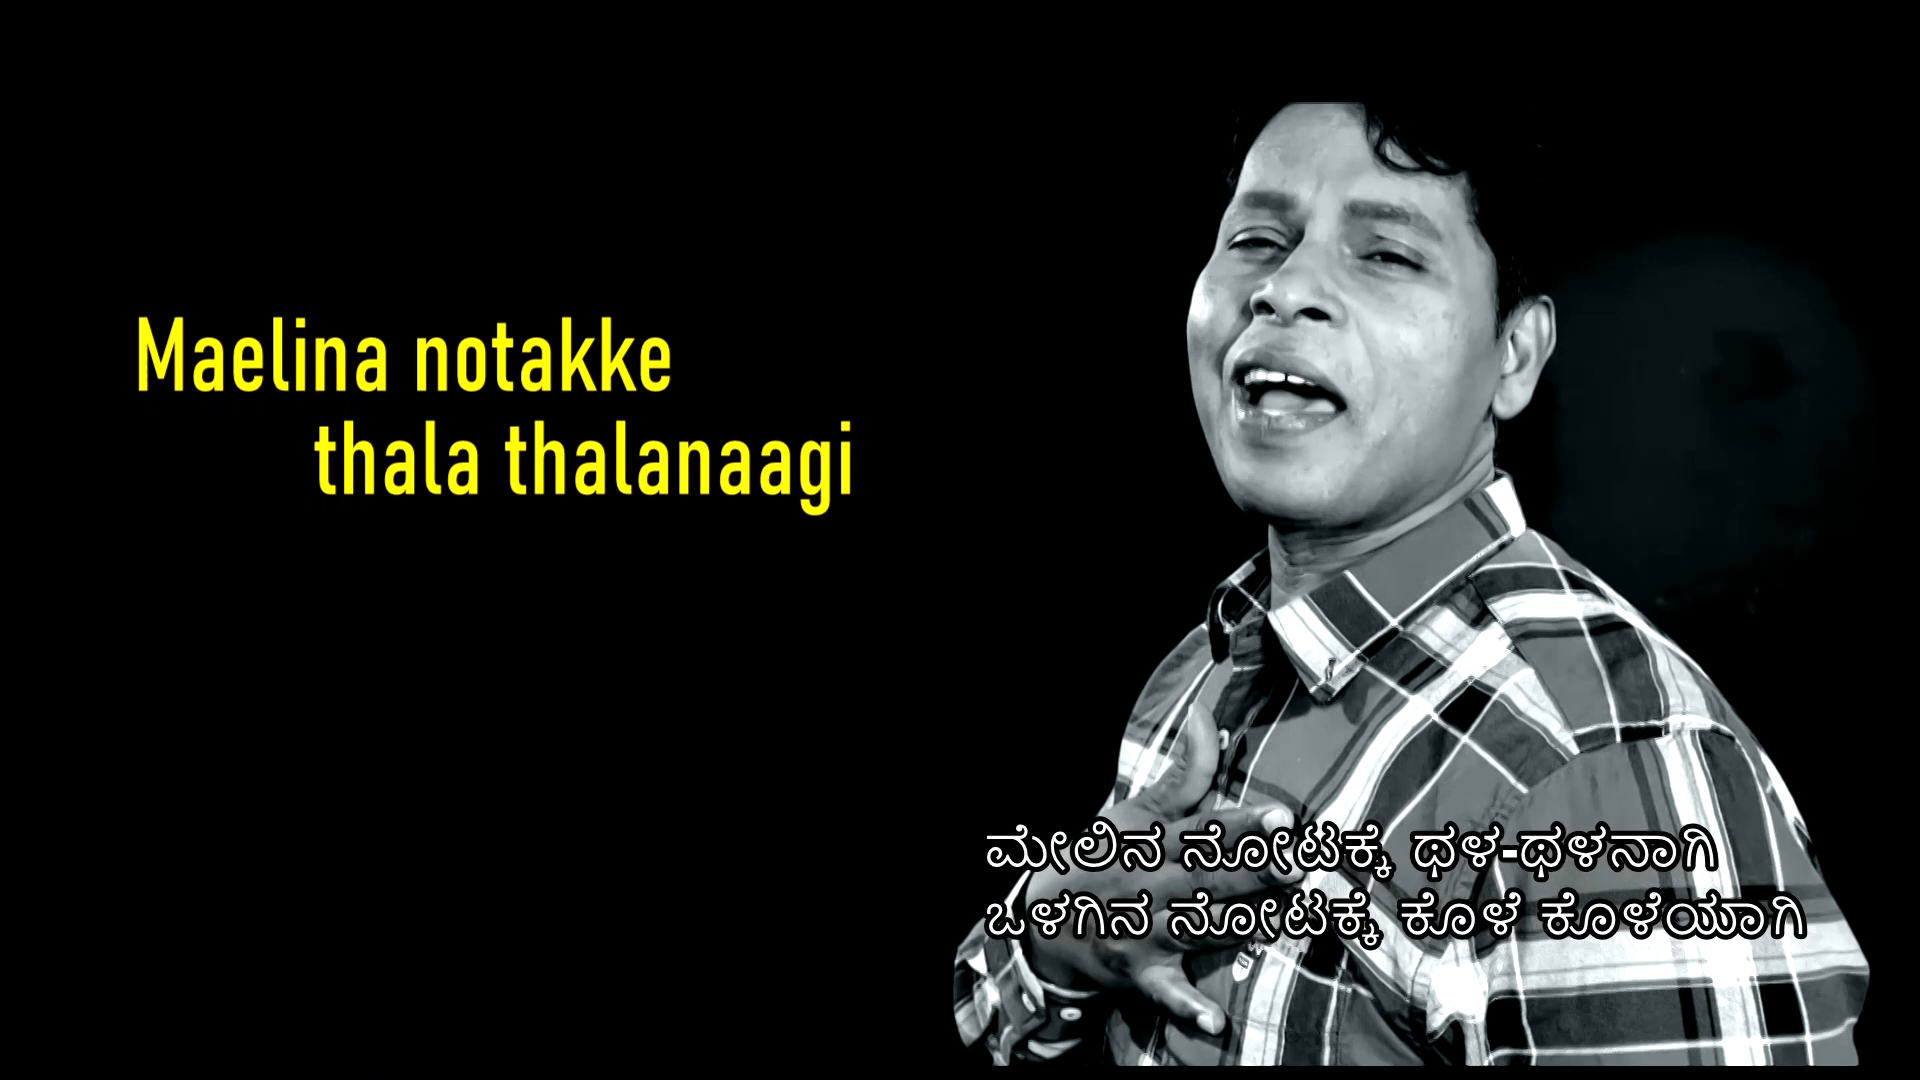 Maelina notakke
thala thalanaagi
ಮೇಲಿನ ನೋಟಕ್ಕೆ ಥಳ-ಥಳನಾಗಿ
ಒಳಗಿನ ನೋಟಕ್ಕೆ ಕೊಳೆ ಕೊಳೆಯಾಗಿ